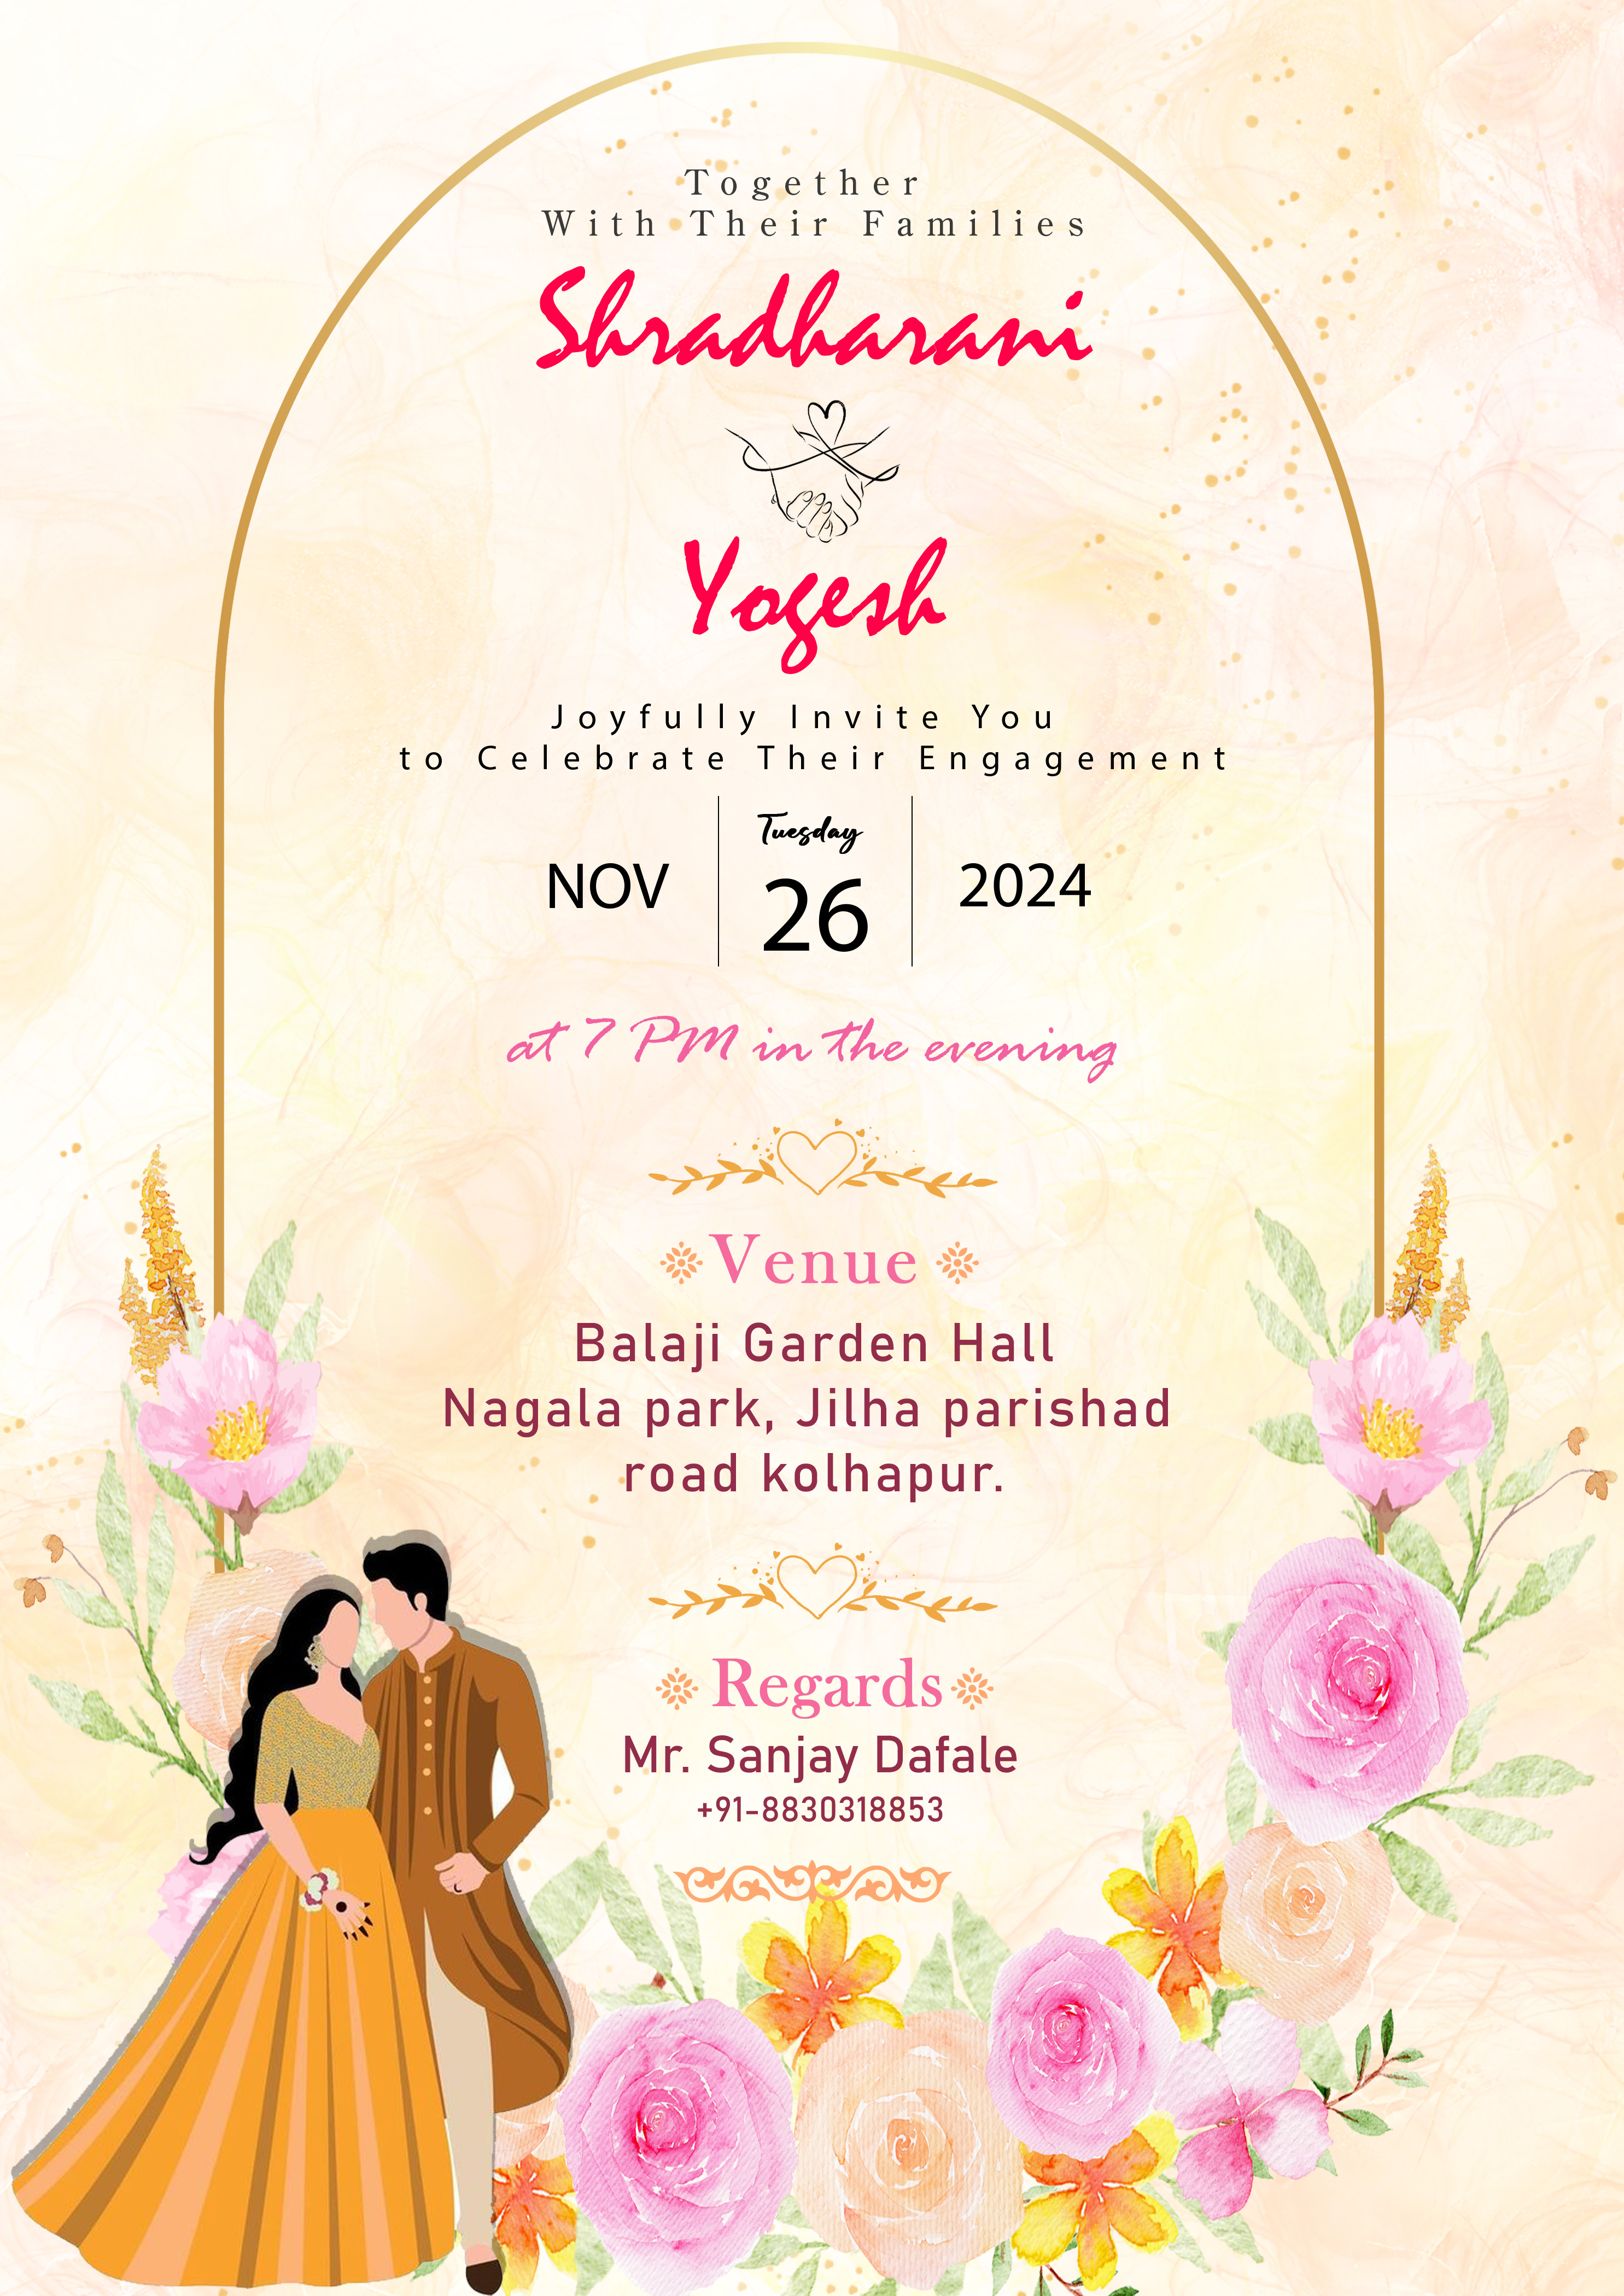 Together
With Their Families
Shradharani
Yogesh
Joyfully Invite You
to Celebrate Their Engagement
NOV
Tuesday
26
2024
at 7 PM in the evening
Venue
Balaji Garden Hall
Nagala park, Jilha parishad
road kolhapur.
Regards
Mr. Sanjay Dafale
+91-8830318853